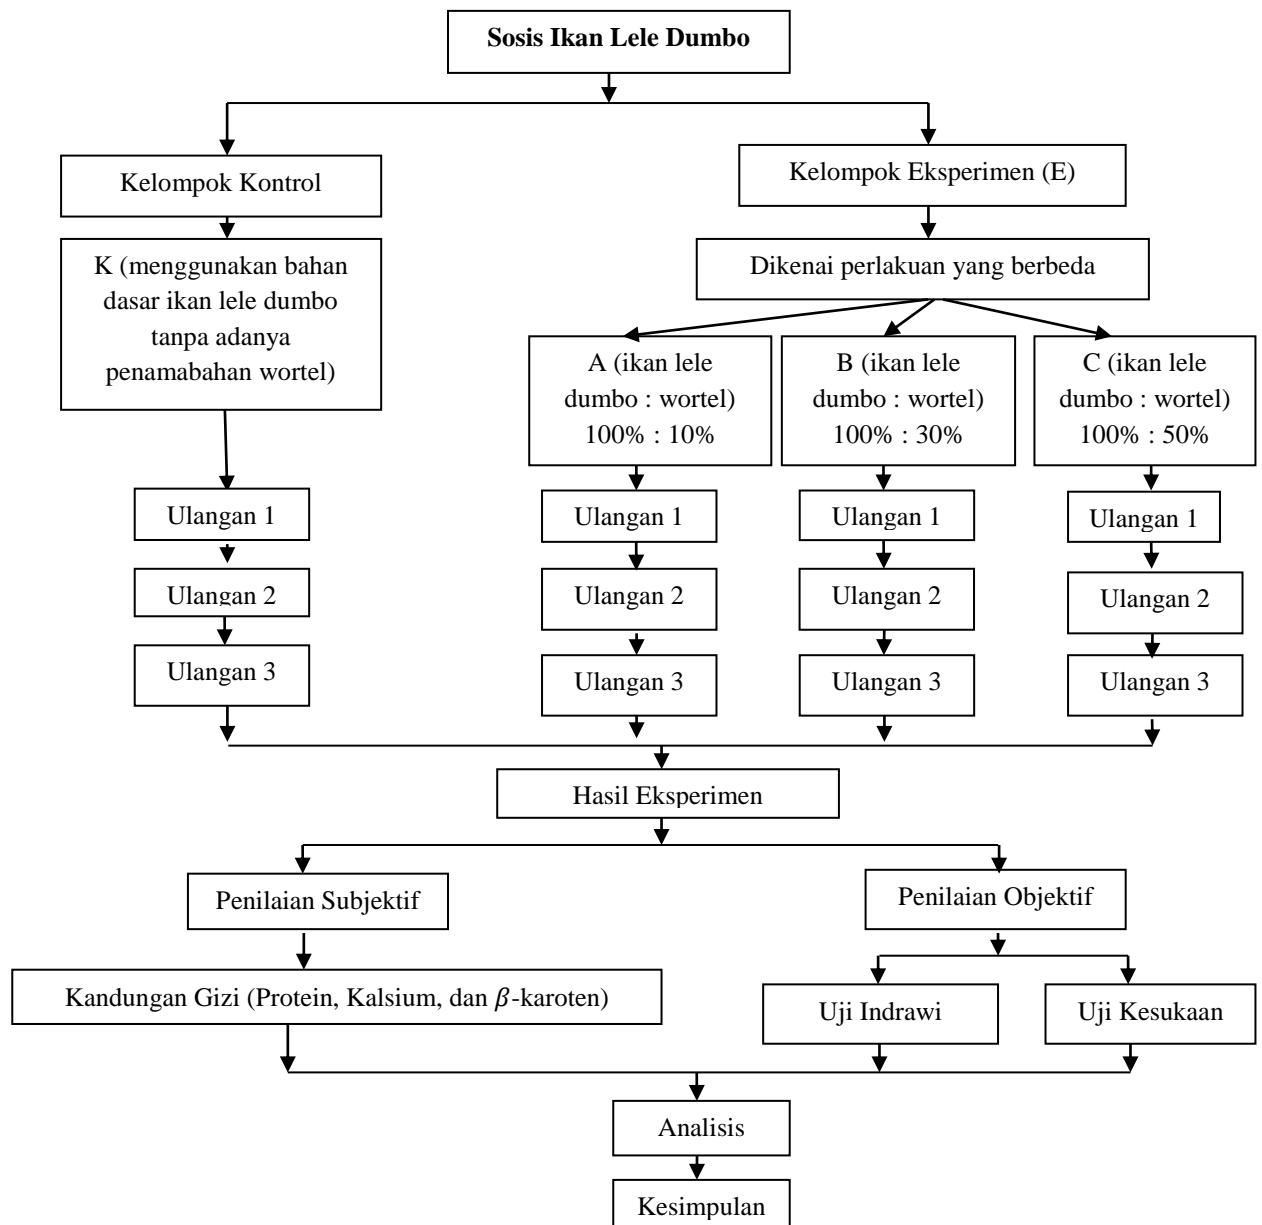 Sosis Ikan Lele Dumbo
Kelompok Kontrol
Kelompok Eksperimen (E)
K (menggunakan bahan
dasar ikan lele dumbo
tanpa adanya
penamabahan wortel)
Dikenai perlakuan yang berbeda
A (ikan lele
dumbo : wortel)
100% : 10%
B (ikan lele
dumbo : wortel)
100% : 30%
C (ikan lele
dumbo : wortel)
100% : 50%
Ulangan 1
Ulangan 1
Ulangan 1
Ulangan 1
Ulangan 2
Ulangan 2
Ulangan 2
Ulangan 2
Ulangan 3
Ulangan 3
Ulangan 3
Ulangan 3
Hasil Eksperimen
Penilaian Subjektif
Penilaian Objektif
Kandungan Gizi (Protein, Kalsium, dan 𝛽-karoten)
Uji Indrawi
Uji Kesukaan
Analisis
Kesimpulan